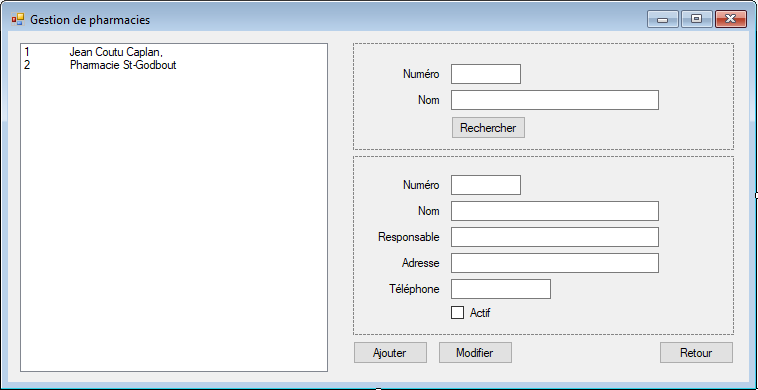 Gestion de pharmacies
1 Jean Coutu Caplan,
2 Pharmacie St-Godbout
Numéro
Nom
Rechercher
Numéro
Nom
Responsable
Adresse
Téléphone
Actif
Ajouter Modifier Retour